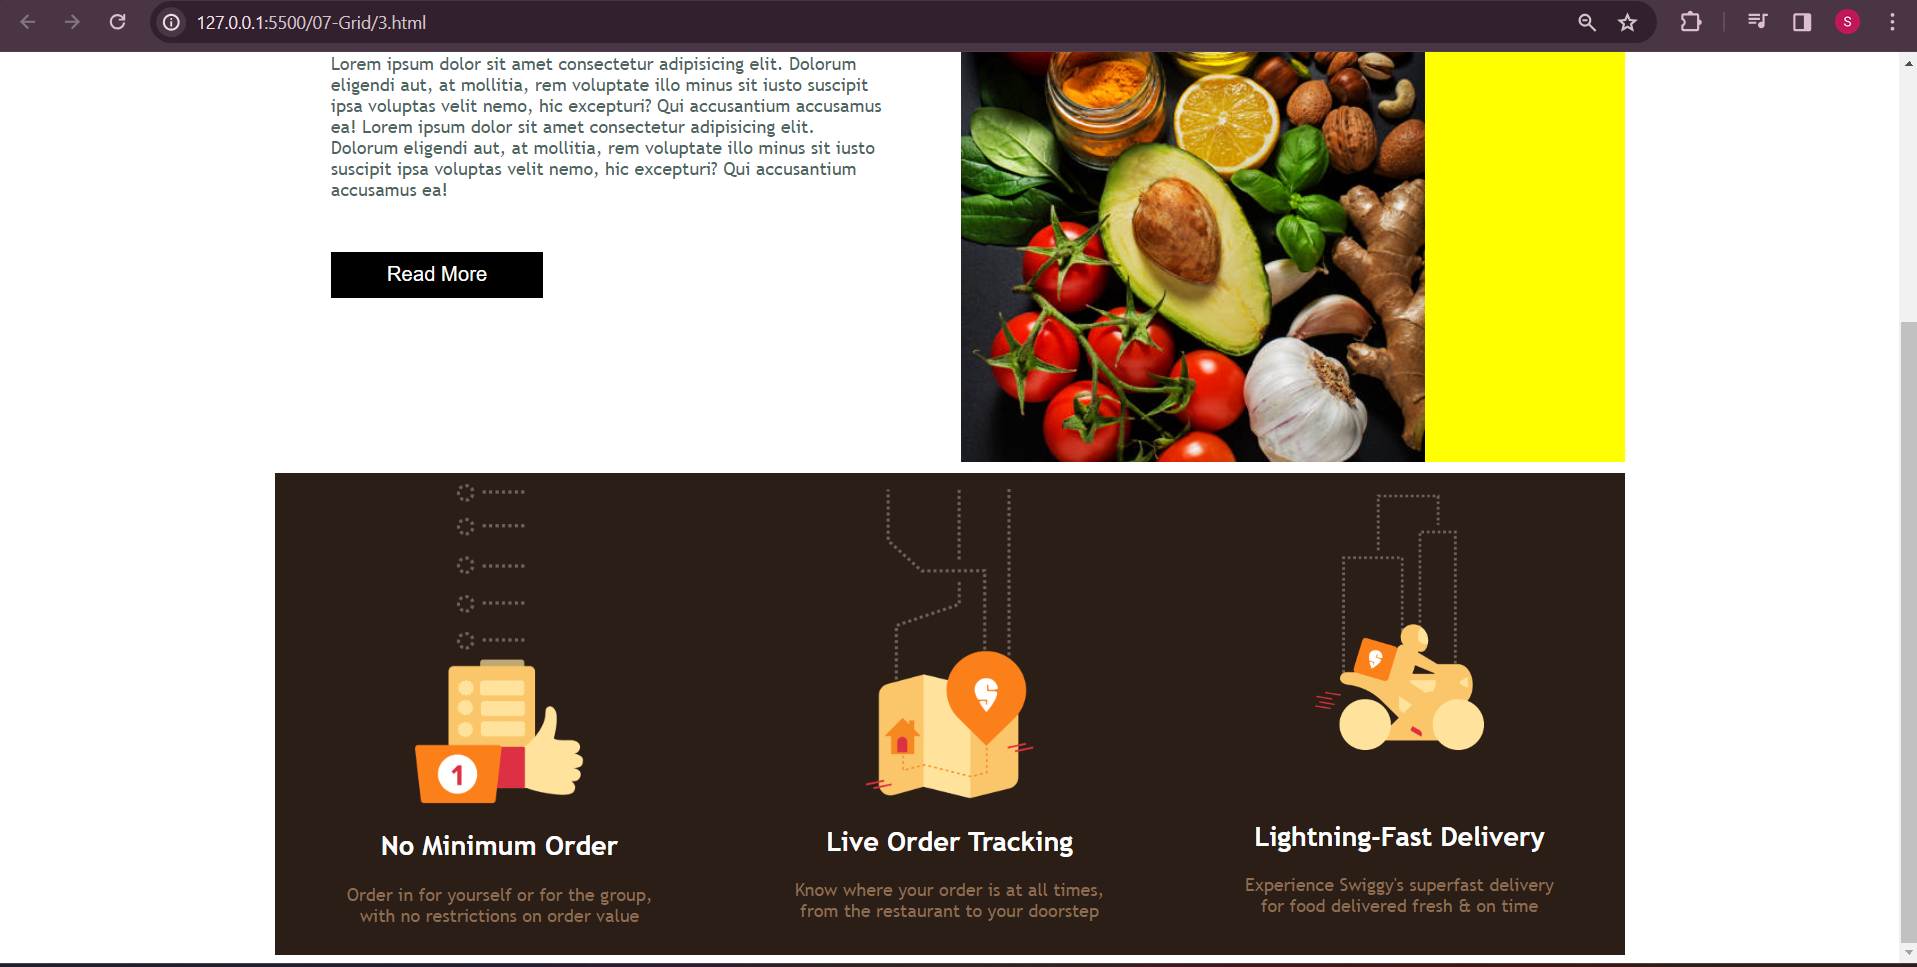 127.0.0.1:5500/07-Grid/3.html
S
Lorem ipsum dolor sit amet consectetur adipisicing elit. Dolorum
eligendi aut, at mollitia, rem voluptate illo minus sit iusto suscipit
ipsa voluptas velit nemo, hic excepturi? Qui accusantium accusamus
ea! Lorem ipsum dolor sit amet consectetur adipisicing elit.
Dolorum eligendi aut, at mollitia, rem voluptate illo minus sit iusto
suscipit ipsa voluptas velit nemo, hic excepturi? Qui accusantium
accusamus ea!
Read More
1
No Minimum Order
Order in for yourself or for the group,
with no restrictions on order value
Live Order Tracking
Know where your order is at all times,
from the restaurant to your doorstep
Lightning-Fast Delivery
Experience Swiggy's superfast delivery
for food delivered fresh & on time